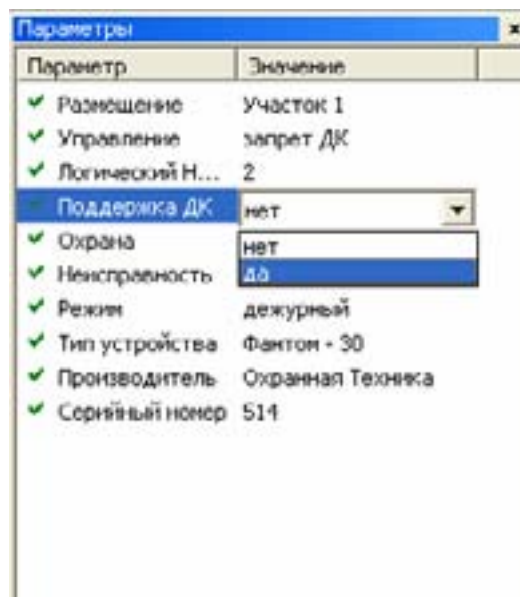 Параметры
Параметр Значение
Размещение Участок 1
Управление запрет ДК
Логический Н... 2
Поддержка ДК нет
Охрана нет
Неисправность да
Режим дежурный
Тип устройства Фантом - 30
Производитель Охранная Техника
Серийный номер 514